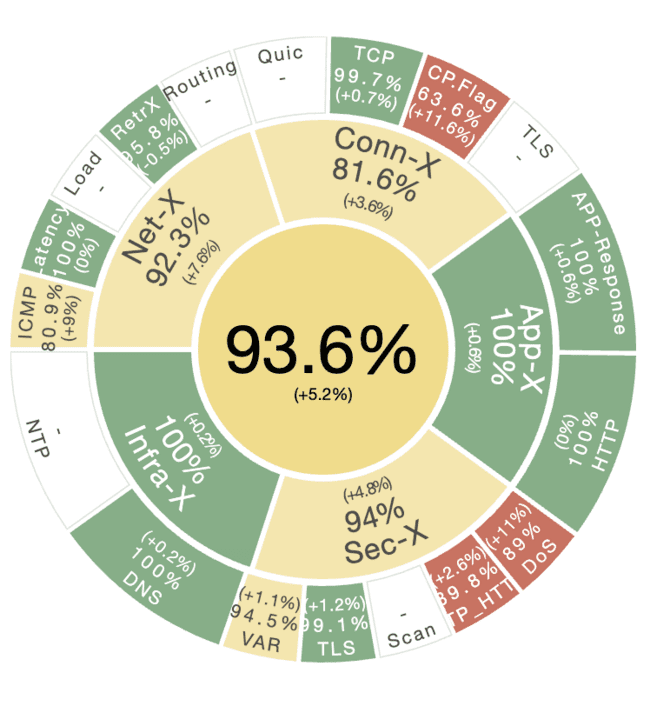 93.6%
(+5.2%)
Conn-X
81.6%
(+3.6%)
App-X
100%
(+0.6%)
Sec-X
94%
(+4.8%)
Infra-X
100%
(+0.2%)
Net-X
92.3%
(+7.6%)
TCP
99.7%
(+0.7%)
CP.Flag
63.6%
(+11.6%)
TLS
-
APP-Response
100%
(+0.6%)
HTTP
100%
(0%)
DoS
89%
(+11%)
TP_HTT
89.8%
(+2.6%)
Scan
-
TLS
99.1%
(+1.2%)
VAR
94.5%
(+1.1%)
DNS
100%
(+0.2%)
NTP
-
ICMP
80.9%
(+9%)
atency
100%
(0%)
Load
-
RetrX
95.8%
(-0.5%)
Routing
-
Quic
-